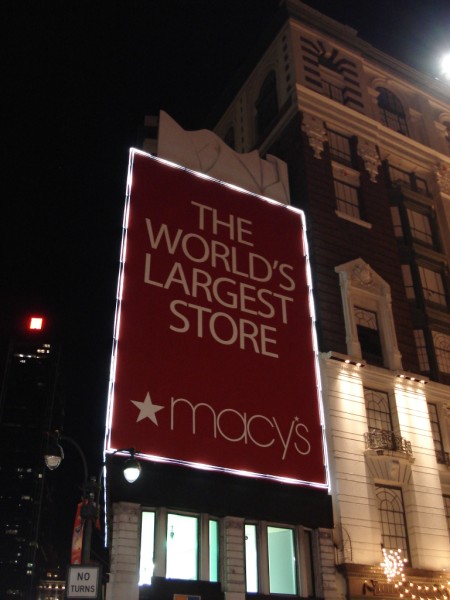 THE
WORLD'S
LARGEST
STORE
macy's
NO
TURNS